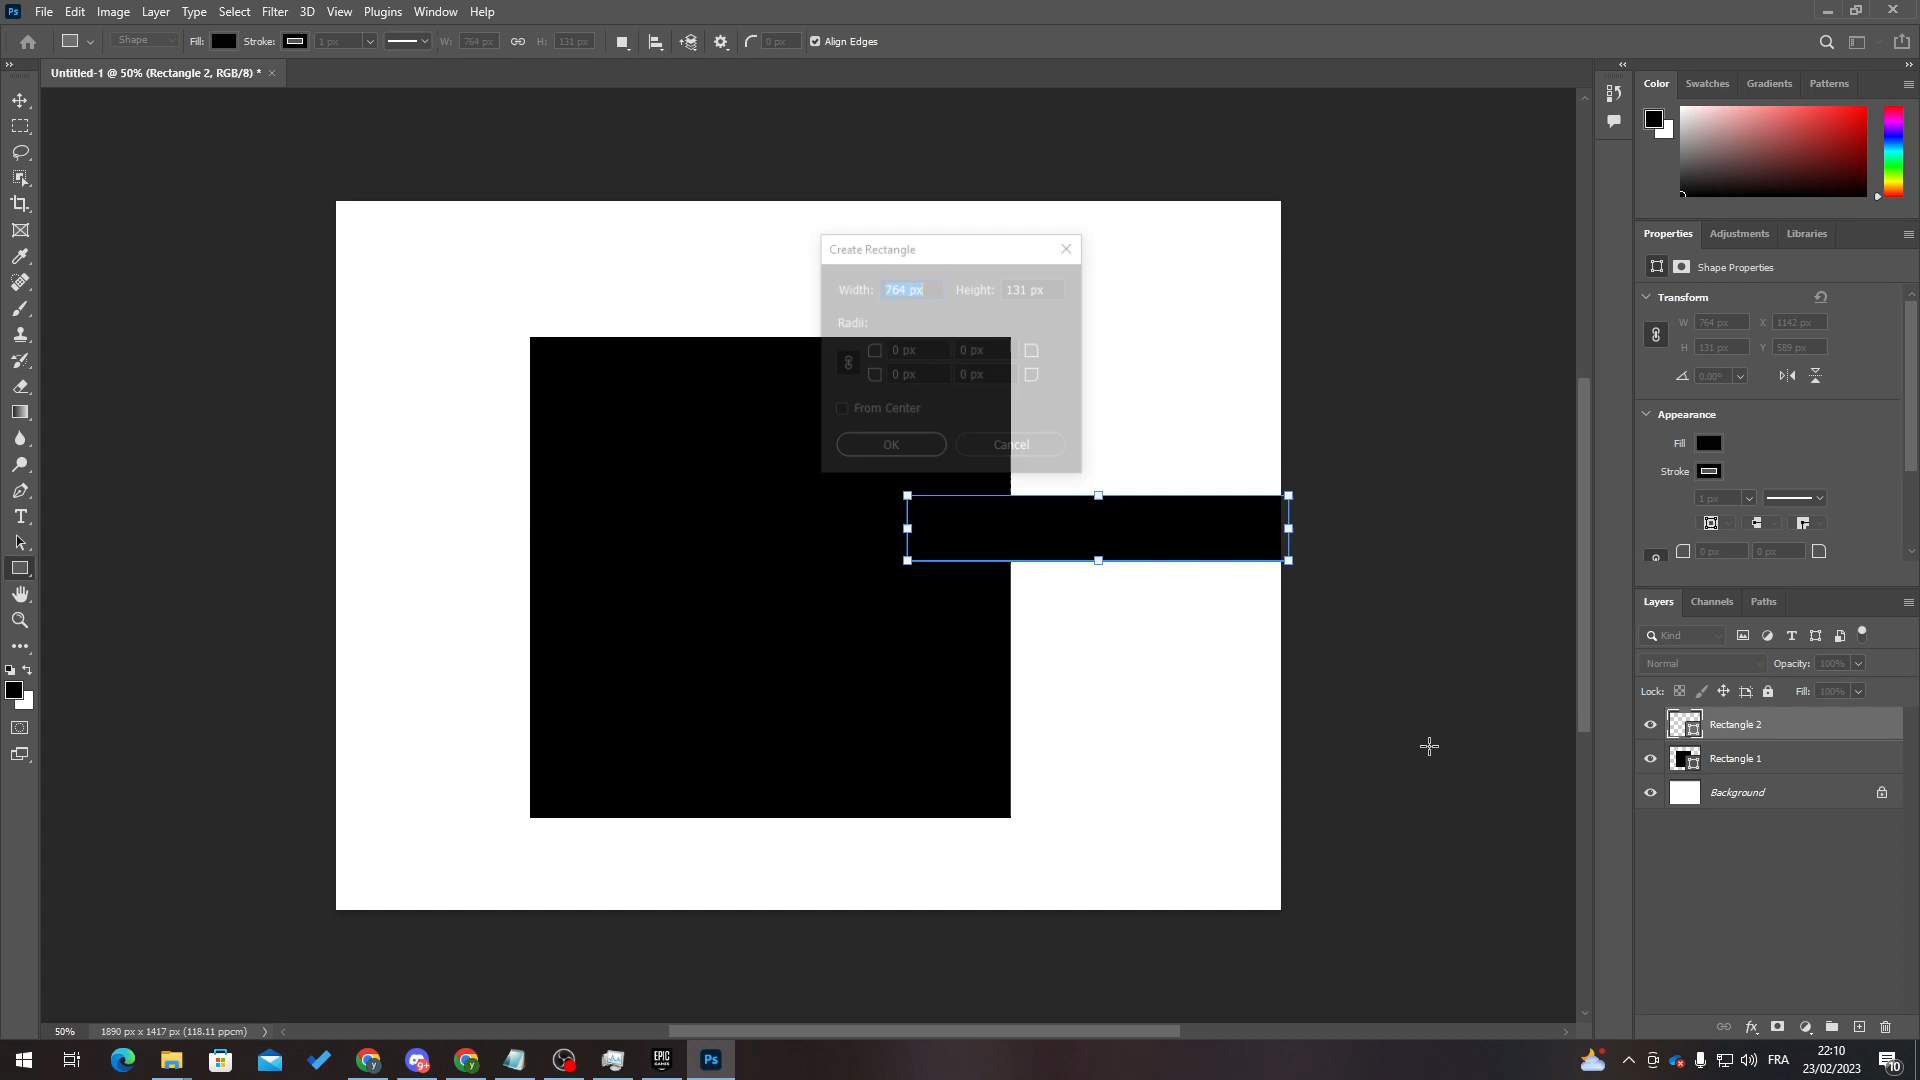 Ps File Edit Image Layer Type Select Filter 3D View Plugins Window Help
Shape Fill: Stroke: 1 px W: 764 px H: 131 px 0 px Align Edges
Untitled-1 @ 50% (Rectangle 2, RGB/8) *
Color Swatches Gradients Patterns
Create Rectangle
Width: 764 px Height: 131 px
Radii:
0 px 0 px
0 px 0 px
From Center
OK Cancel
Properties Adjustments Libraries
Shape Properties
Transform
W 764 px X 1142 px
H 131 px Y 589 px
0.00°
Appearance
Fill
Stroke
1 px
0 px 0 px
Layers Channels Paths
Kind
Normal Opacity: 100%
Lock: Fill: 100%
Rectangle 2
Rectangle 1
Background
50% 1890 px x 1417 px (118.11 ppcm)
9+
EPIC
GAMES
Ps
FRA
22:10
23/02/2023
10